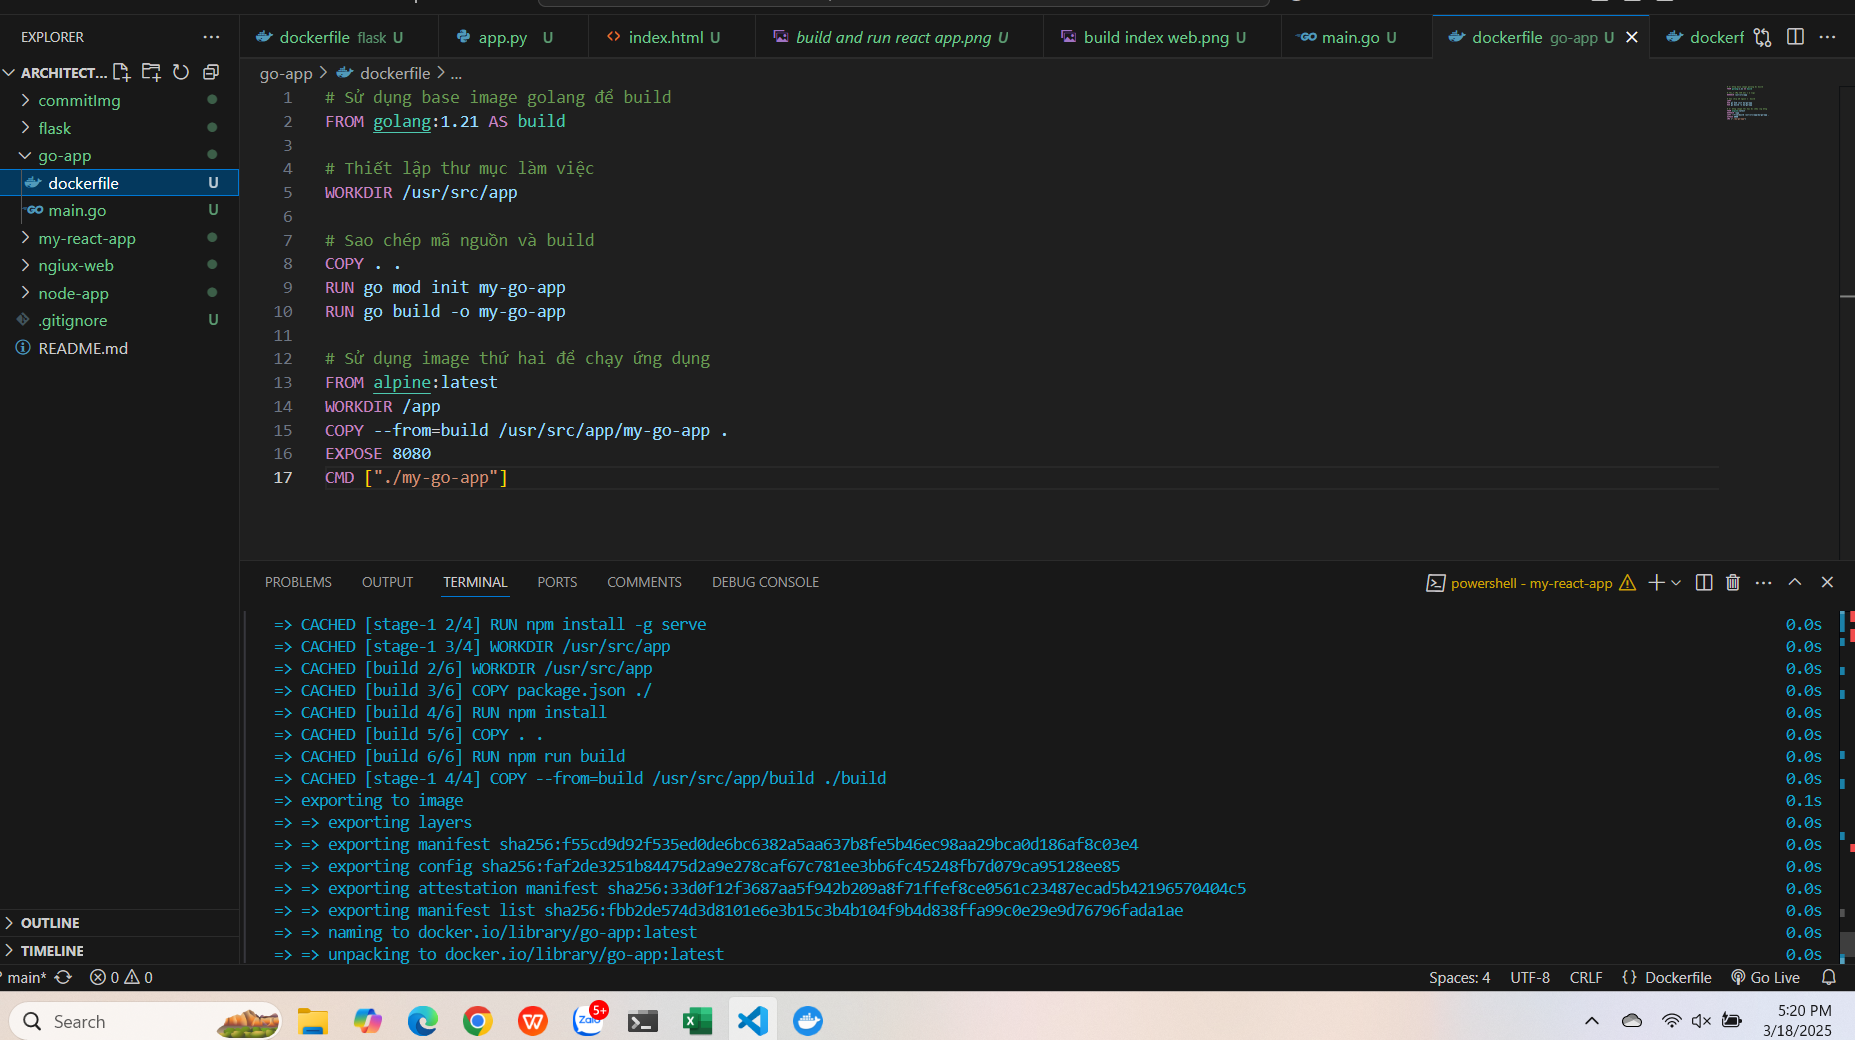 EXPLORER
dockerfile flask U
app.py U
index.html U
build and run react app.png U
build index web.png U
main.go U
dockerfile go-app U
dockerf
ARCHITECT...
commitImg
flask
go-app
dockerfile U
main.go U
my-react-app
ngiux-web
node-app
.gitignore U
README.md
OUTLINE
TIMELINE
go-app > dockerfile > ...
1 # Sử dụng base image golang để build
2 FROM golang:1.21 AS build
3
4 # Thiết lập thư mục làm việc
5 WORKDIR /usr/src/app
6
7 # Sao chép mã nguồn và build
8 COPY . .
9 RUN go mod init my-go-app
10 RUN go build -o my-go-app
11
12 # Sử dụng image thứ hai để chạy ứng dụng
13 FROM alpine:latest
14 WORKDIR /app
15 COPY --from=build /usr/src/app/my-go-app .
16 EXPOSE 8080
17 CMD ["./my-go-app"]
PROBLEMS OUTPUT TERMINAL PORTS COMMENTS DEBUG CONSOLE
powershell - my-react-app
=> CACHED [stage-1 2/4] RUN npm install -g serve 0.0s
=> CACHED [stage-1 3/4] WORKDIR /usr/src/app 0.0s
=> CACHED [build 2/6] WORKDIR /usr/src/app 0.0s
=> CACHED [build 3/6] COPY package.json ./ 0.0s
=> CACHED [build 4/6] RUN npm install 0.0s
=> CACHED [build 5/6] COPY . . 0.0s
=> CACHED [build 6/6] RUN npm run build 0.0s
=> CACHED [stage-1 4/4] COPY --from=build /usr/src/app/build ./build 0.0s
=> exporting to image 0.1s
=> => exporting layers 0.0s
=> => exporting manifest sha256:f55cd9d92f535ed0de6bc6382a5aa637b8fe5b46ec98aa29bca0d186af8c03e4 0.0s
=> => exporting config sha256:faf2de3251b84475d2a9e278caf67c781ee3bb6fc45248fb7d079ca95128ee85 0.0s
=> => exporting attestation manifest sha256:33d0f12f3687aa5f942b209a8f71ffef8ce0561c23487ecad5b42196570404c5 0.0s
=> => exporting manifest list sha256:fbb2de574d3d8101e6e3b15c3b4b104f9b4d838ffa99c0e29e9d76796fada1ae 0.0s
=> => naming to docker.io/library/go-app:latest 0.0s
=> => unpacking to docker.io/library/go-app:latest 0.0s
main* 0 0
Spaces: 4 UTF-8 CRLF {} Dockerfile Go Live
Search
Zalo 5+
5:20 PM
3/18/2025